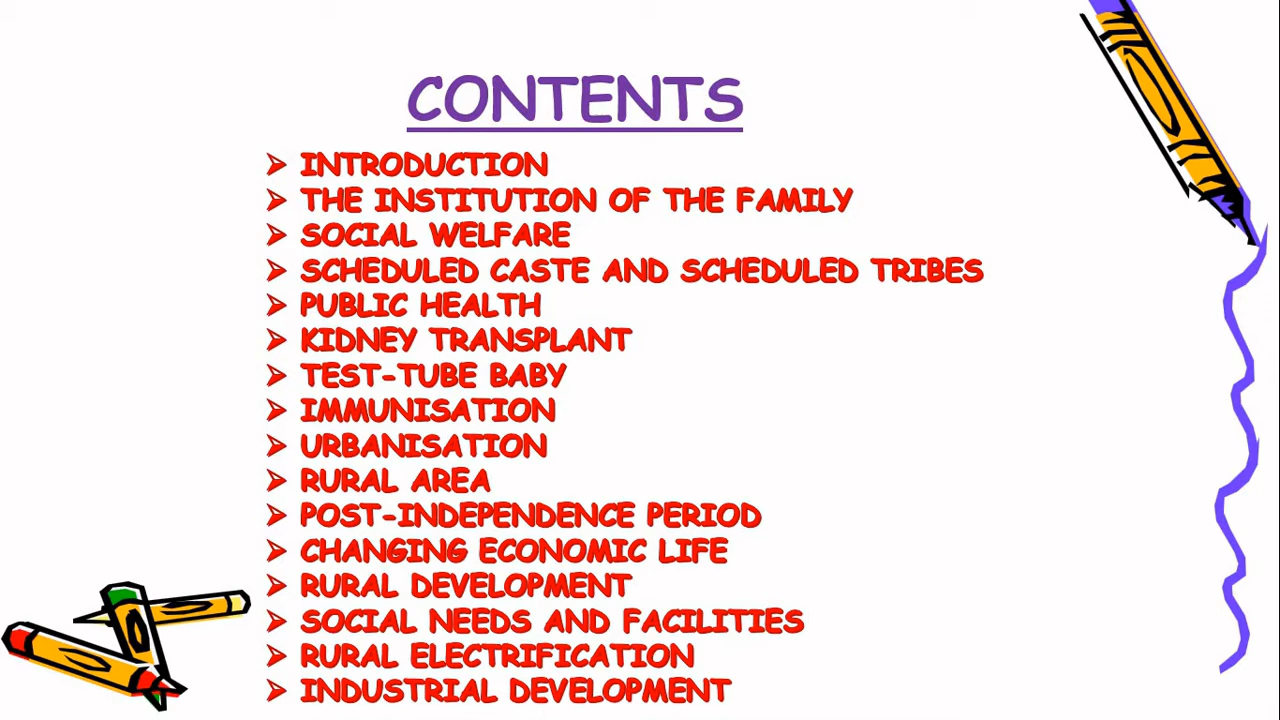 CONTENTS
INTRODUCTION
THE INSTITUTION OF THE FAMILY
SOCIAL WELFARE
SCHEDULED CASTE AND SCHEDULED TRIBES
PUBLIC HEALTH
KIDNEY TRANSPLANT
TEST-TUBE BABY
IMMUNISATION
URBANISATION
RURAL AREA
POST-INDEPENDENCE PERIOD
CHANGING ECONOMIC LIFE
RURAL DEVELOPMENT
SOCIAL NEEDS AND FACILITIES
RURAL ELECTRIFICATION
INDUSTRIAL DEVELOPMENT